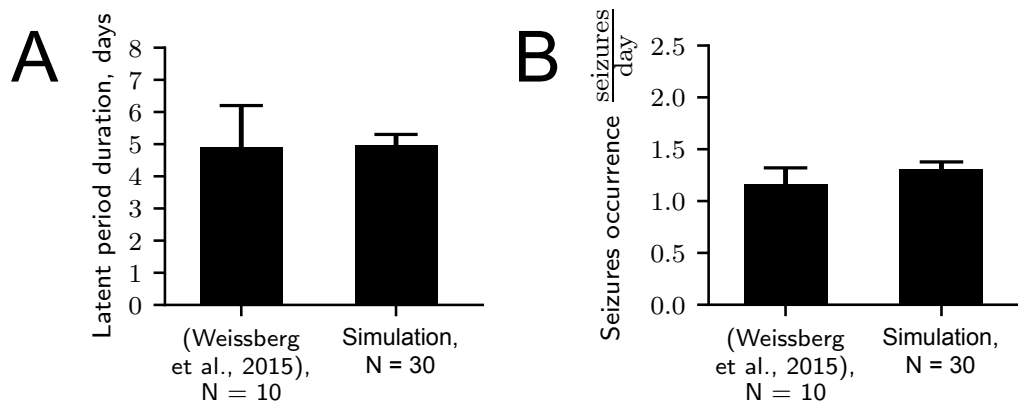 A
Latent period duration, days
8
7
6
5
4
3
2
1
0
(Weissberg
et al., 2015),
N = 10
Simulation,
N = 30
B
Seizures occurrence seizures
day
2.5
2.0
1.5
1.0
0.5
0.0
(Weissberg
et al., 2015),
N = 10
Simulation,
N = 30